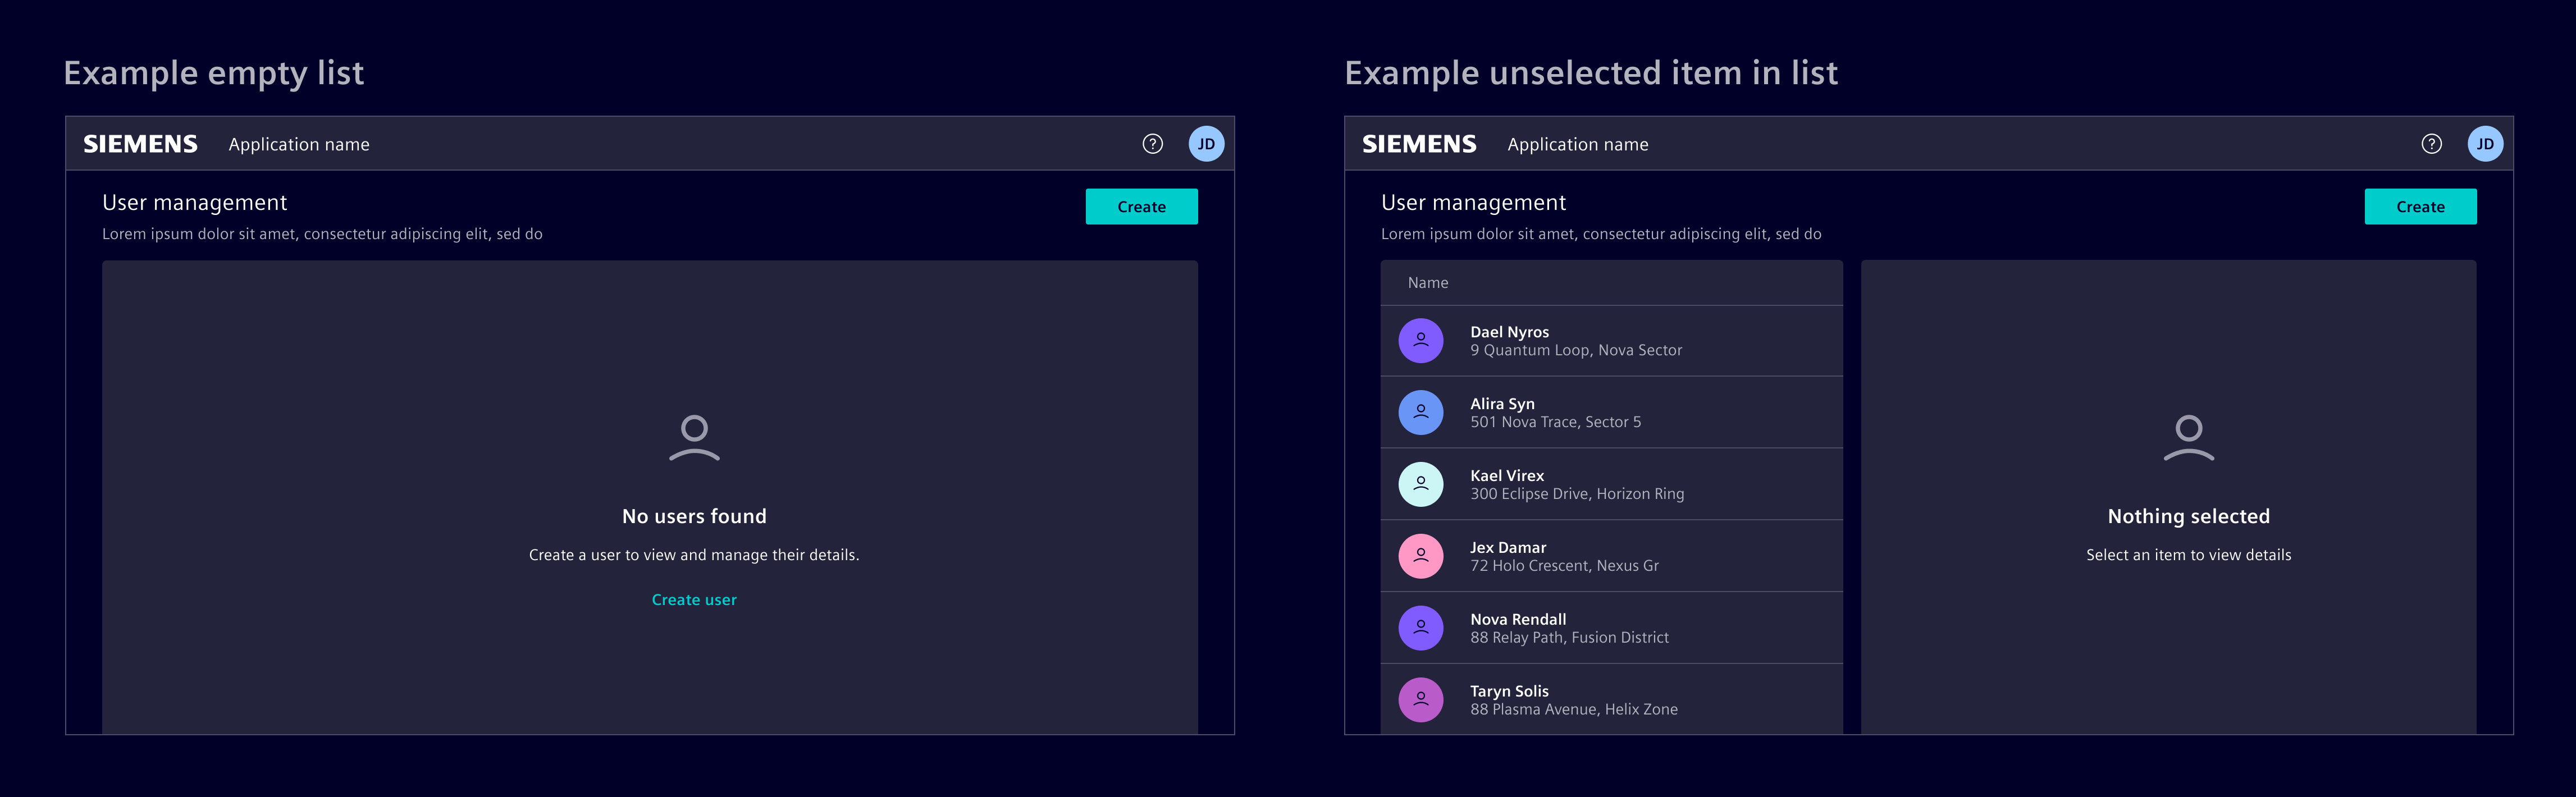 Example empty list
SIEMENS Application name ? JD
User management
Create
Lorem ipsum dolor sit amet, consectetur adipiscing elit, sed do
No users found
Create a user to view and manage their details.
Create user
Example unselected item in list
SIEMENS Application name ? JD
User management
Create
Lorem ipsum dolor sit amet, consectetur adipiscing elit, sed do
Name
Dael Nyros
9 Quantum Loop, Nova Sector
Alira Syn
501 Nova Trace, Sector 5
Kael Virex
300 Eclipse Drive, Horizon Ring
Jex Damar
72 Holo Crescent, Nexus Gr
Nova Rendall
88 Relay Path, Fusion District
Taryn Solis
88 Plasma Avenue, Helix Zone
Nothing selected
Select an item to view details